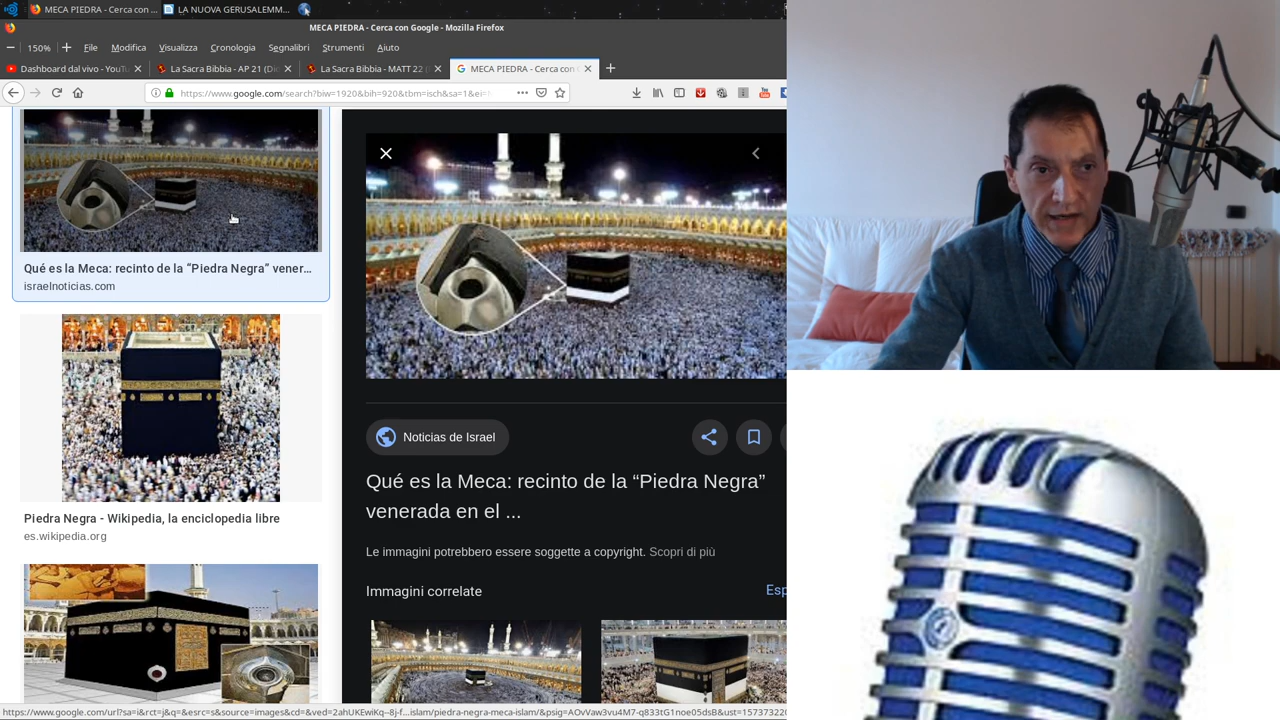 MECA PIEDRA - Cerca con ...
LA NUOVA GERUSALEMM...
MECA PIEDRA - Cerca con Google - Mozilla Firefox
150%
File
Modifica
Visualizza
Cronologia
Segnalibri
Strumenti
Aiuto
Dashboard dal vivo - YouTu
La Sacra Bibbia - AP 21 (Di
La Sacra Bibbia - MATT 22 (
MECA PIEDRA - Cerca con
https://www.google.com/search?biw=1920&bih=920&tbm=isch&sa=1&ei=
Qué es la Meca: recinto de la “Piedra Negra” vener...
israelnoticias.com
Piedra Negra - Wikipedia, la enciclopedia libre
es.wikipedia.org
Noticias de Israel
Qué es la Meca: recinto de la “Piedra Negra”
venerada en el ...
Le immagini potrebbero essere soggette a copyright. Scopri di più
Immagini correlate
Esp